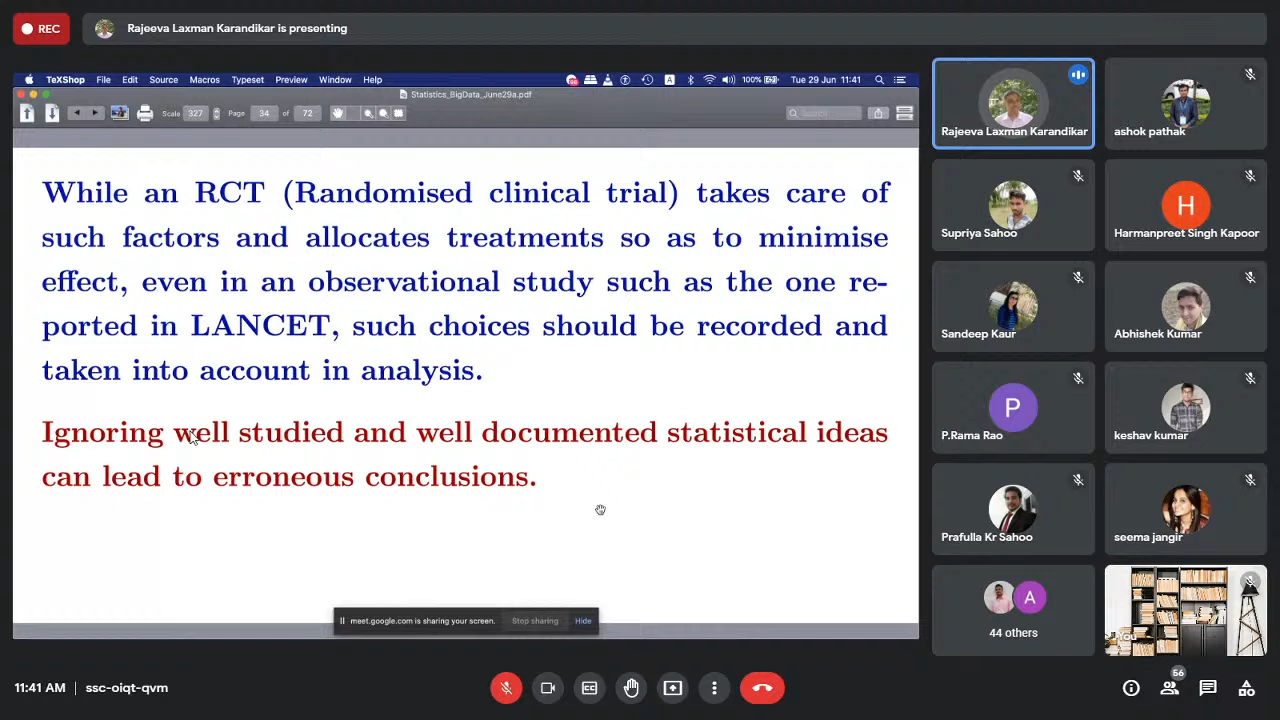 REC
Rajeeva Laxman Karandikar is presenting
TeXShop File Edit Source Macros Typeset Preview Window Help
A 100% Tue 29 Jun 11:41
Statistics_BigData_June29a.pdf
Scale 327 Page 34 of 72
Search
While an RCT (Randomised clinical trial) takes care of
such factors and allocates treatments so as to minimise
effect, even in an observational study such as the one re-
ported in LANCET, such choices should be recorded and
taken into account in analysis.
Ignoring well studied and well documented statistical ideas
can lead to erroneous conclusions.
meet.google.com is sharing your screen. Stop sharing Hide
Rajeeva Laxman Karandikar
ashok pathak
Supriya Sahoo
H
Harmanpreet Singh Kapoor
Sandeep Kaur
Abhishek Kumar
P
P.Rama Rao
keshav kumar
Prafulla Kr Sahoo
seema jangir
A
44 others
You
11:41 AM | ssc-oiqt-qvm
56